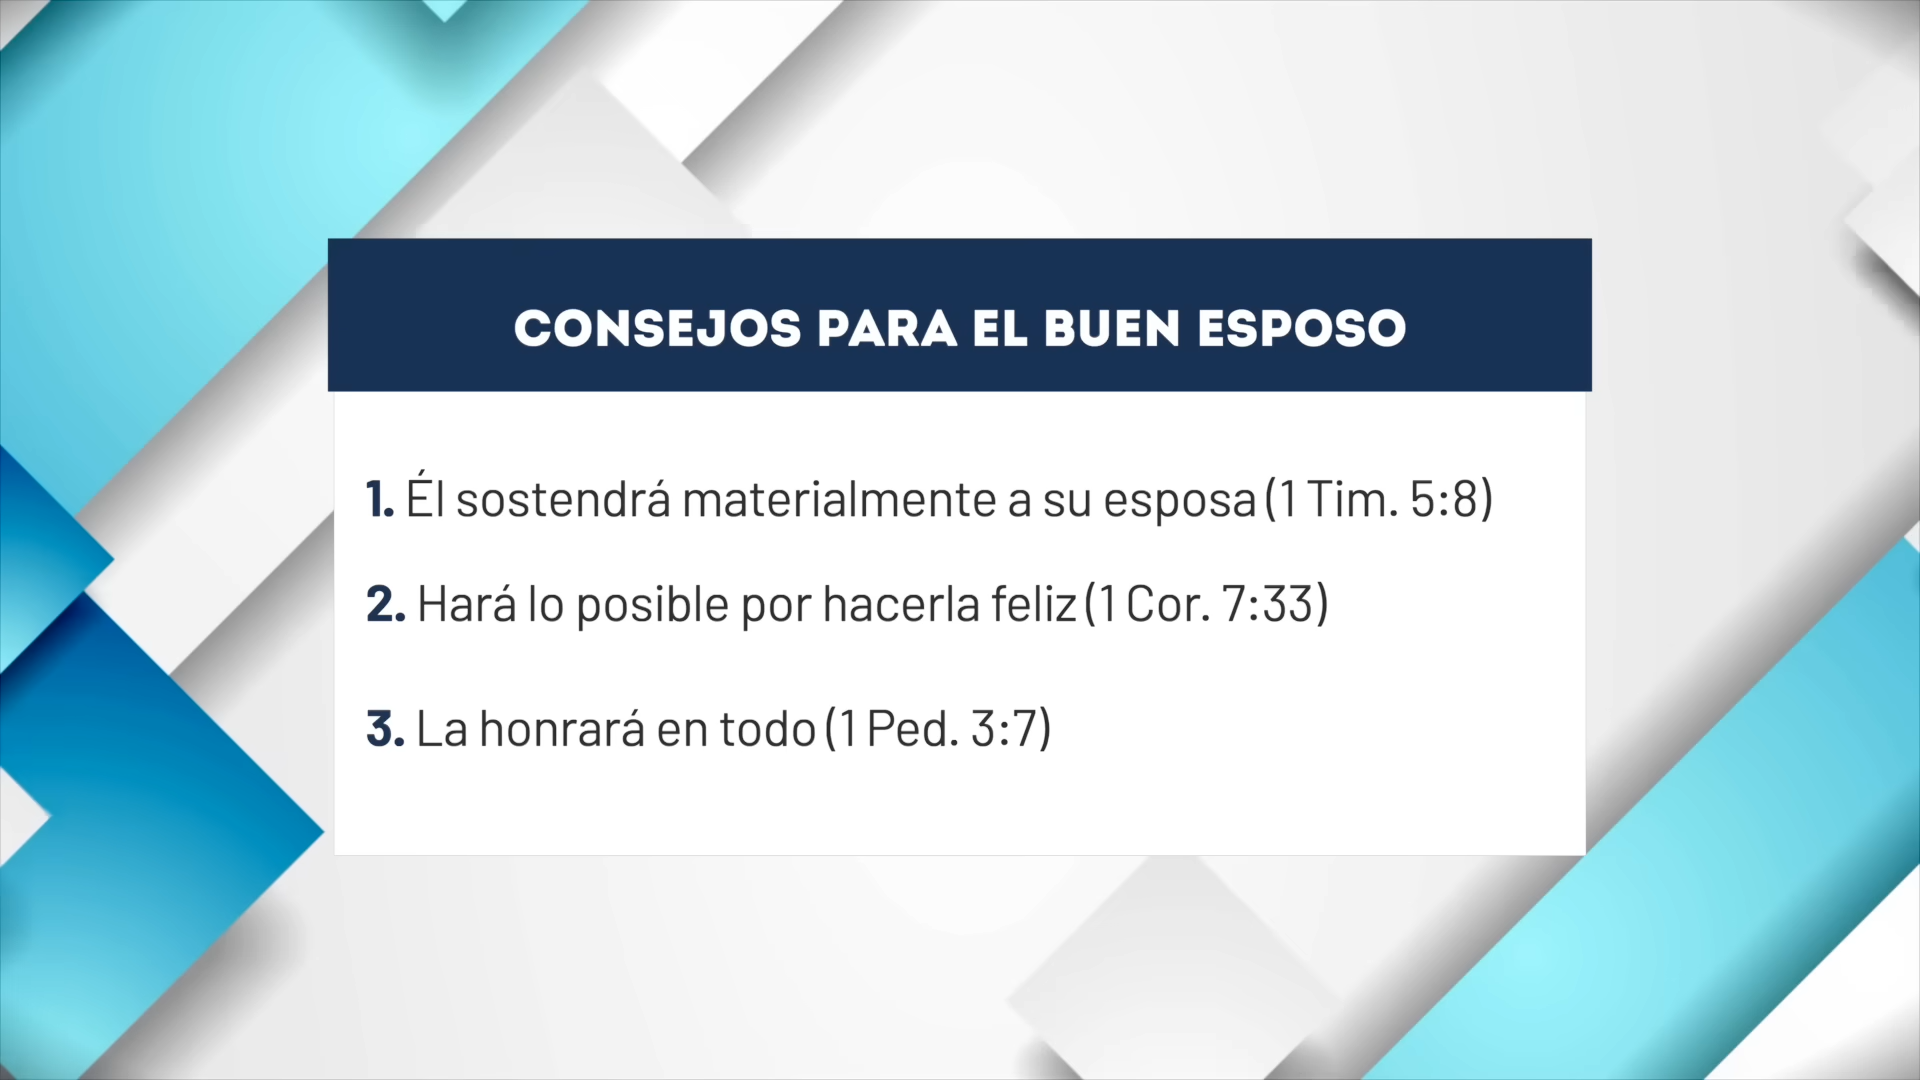 CONSEJOS PARA EL BUEN ESPOSO
1. Él sostendrá materialmente a su esposa (1 Tim. 5:8)
2. Hará lo posible por hacerla feliz (1 Cor. 7:33)
3. La honrará en todo (1 Ped. 3:7)